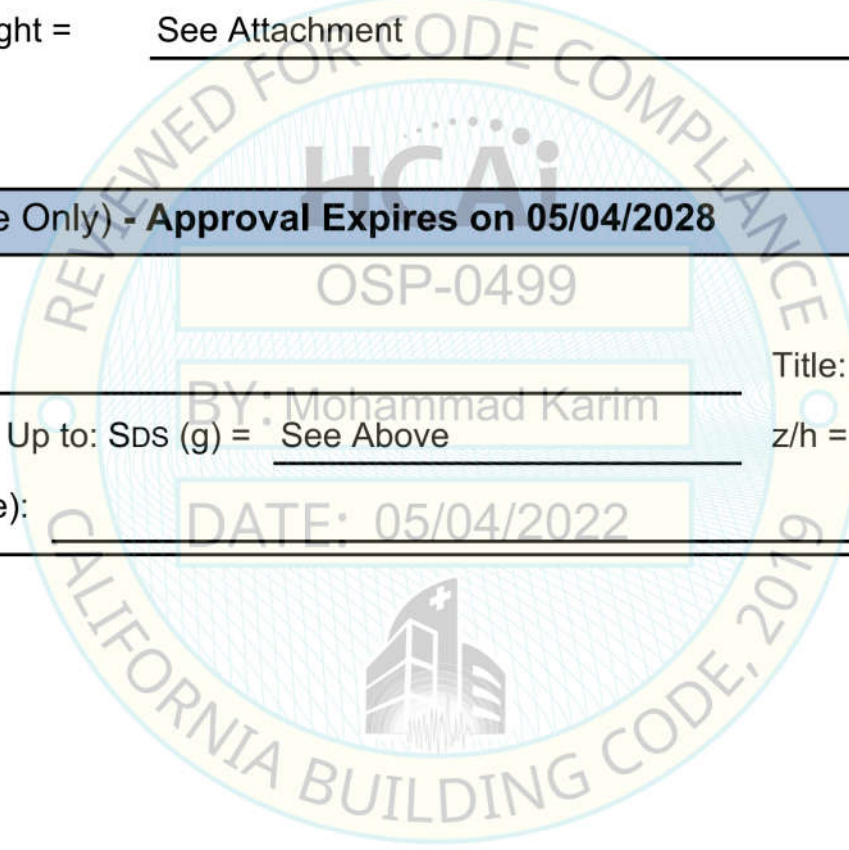 ght = See Attachment
REVIEWED FOR CODE COMPLIANCE
HCAi
e Only) - Approval Expires on 05/04/2028
OSP-0499
Title:
BY: Mohammad Karim
Up to: SDS (g) = See Above z/h =
e):
DATE: 05/04/2022
CALIFORNIA BUILDING CODE, 2019